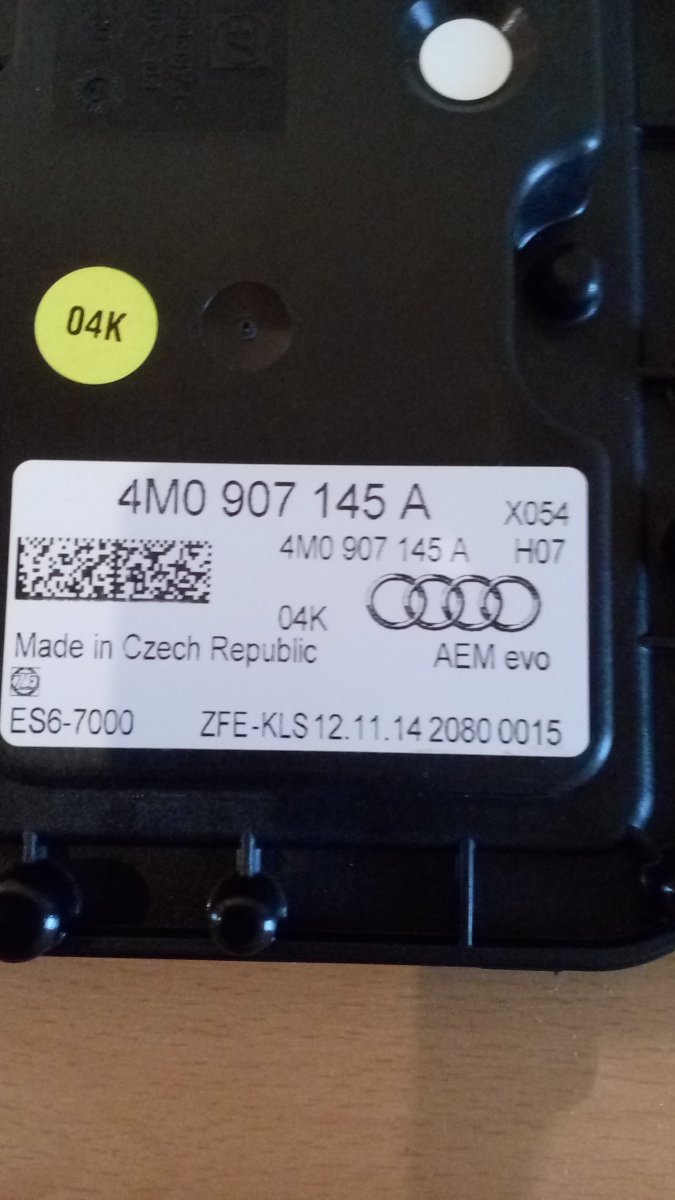 04K
4M0 907 145 A
X054
4M0 907 145 A H07
04K
Made in Czech Republic
AEM evo
ZF
ES6-7000 ZFE-KLS 12.11.14 2080 0015